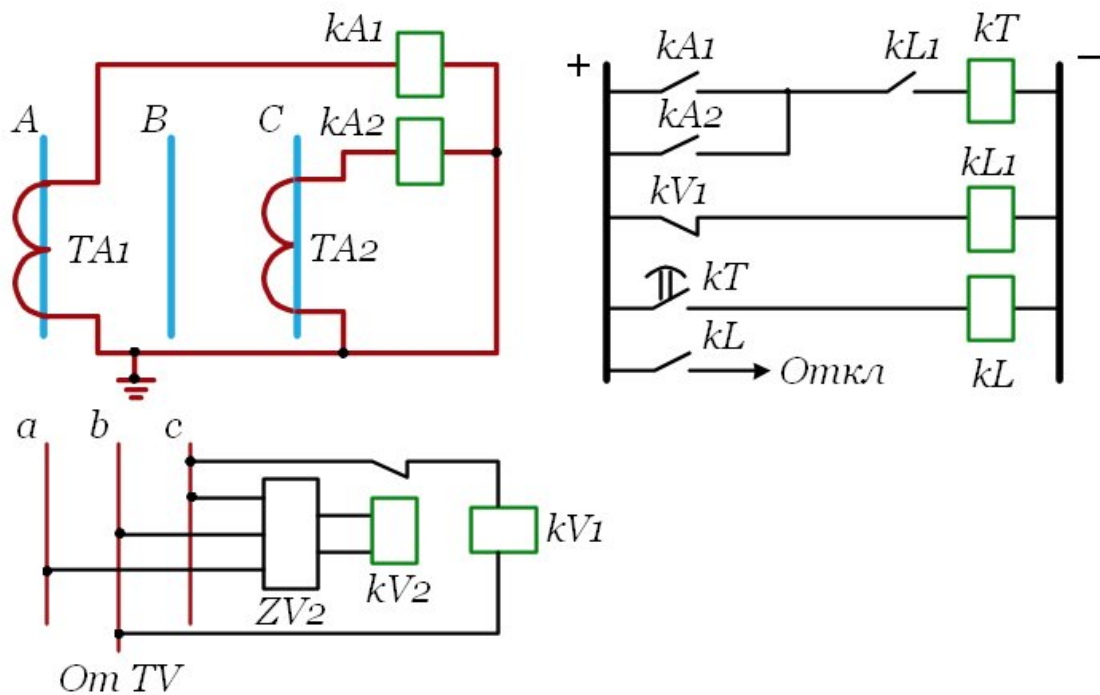 kA1
A
B
C
kA2
TA1
TA2
+
kA1
kL1
kT
−
kA2
kL1
kV1
kT
kL
Откл
kL
a
b
c
kV1
kV2
ZV2
От TV